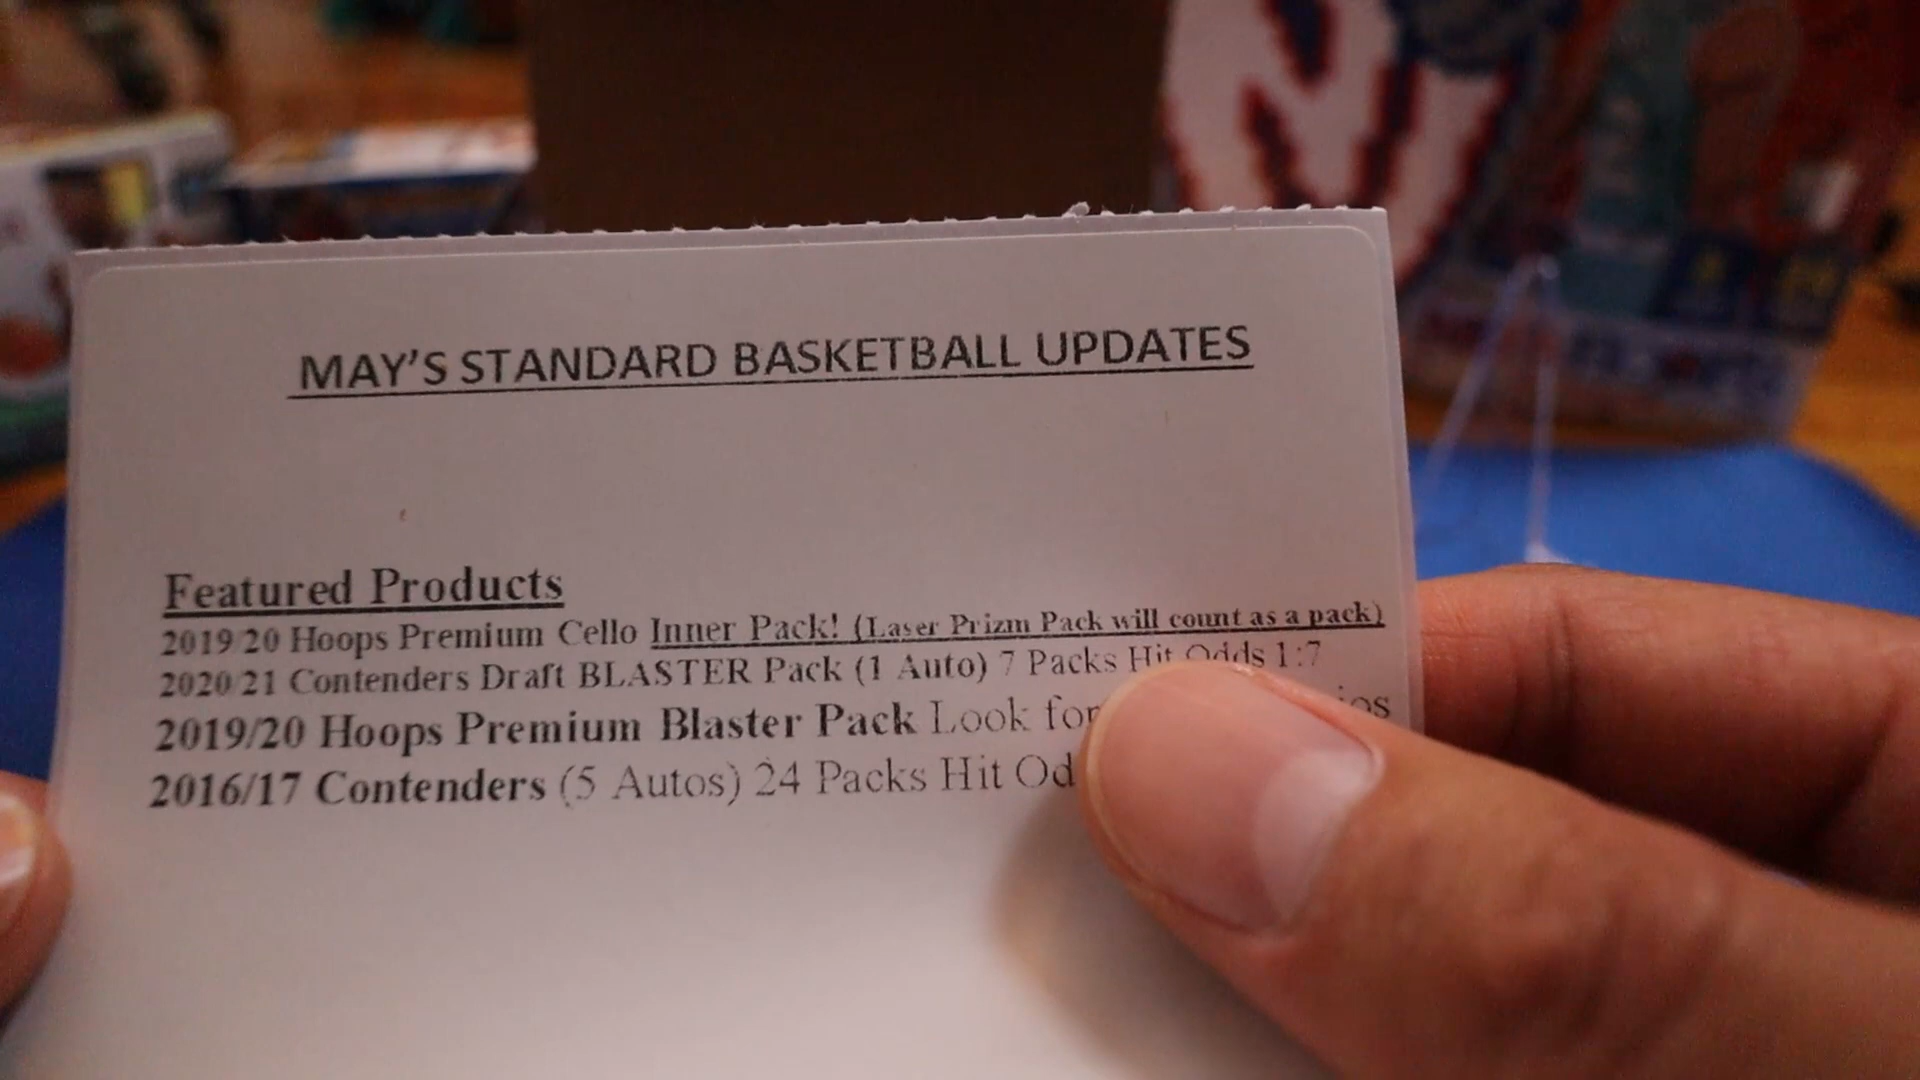 MAY'S STANDARD BASKETBALL UPDATES
Featured Products
2019/20 Hoops Premium Cello Inner Pack! (Laser Prizm Pack will count as a pack)
2020/21 Contenders Draft BLASTER Pack (1 Auto) 7 Packs Hit Odds 1:7
2019/20 Hoops Premium Blaster Pack Look for
2016/17 Contenders (5 Autos) 24 Packs Hit